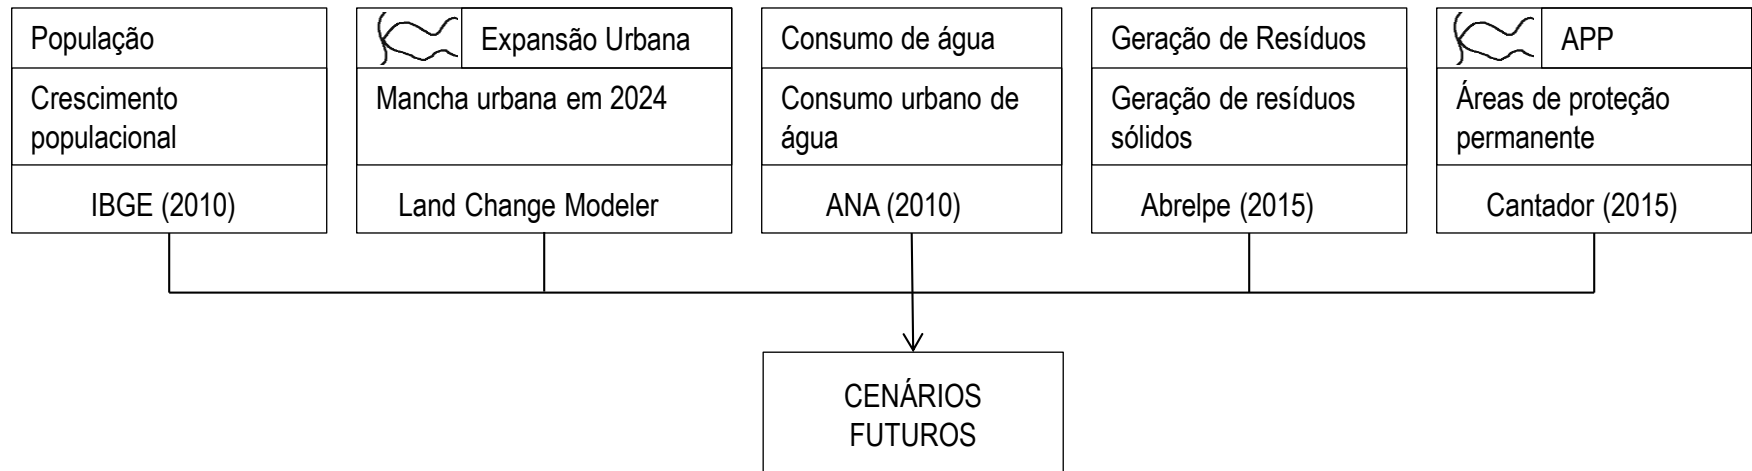 População
Crescimento
populacional
IBGE (2010)
Expansão Urbana
Mancha urbana em 2024
Land Change Modeler
Consumo de água
Consumo urbano de
água
ANA (2010)
Geração de Resíduos
Geração de resíduos
sólidos
Abrelpe (2015)
APP
Áreas de proteção
permanente
Cantador (2015)
CENÁRIOS
FUTUROS